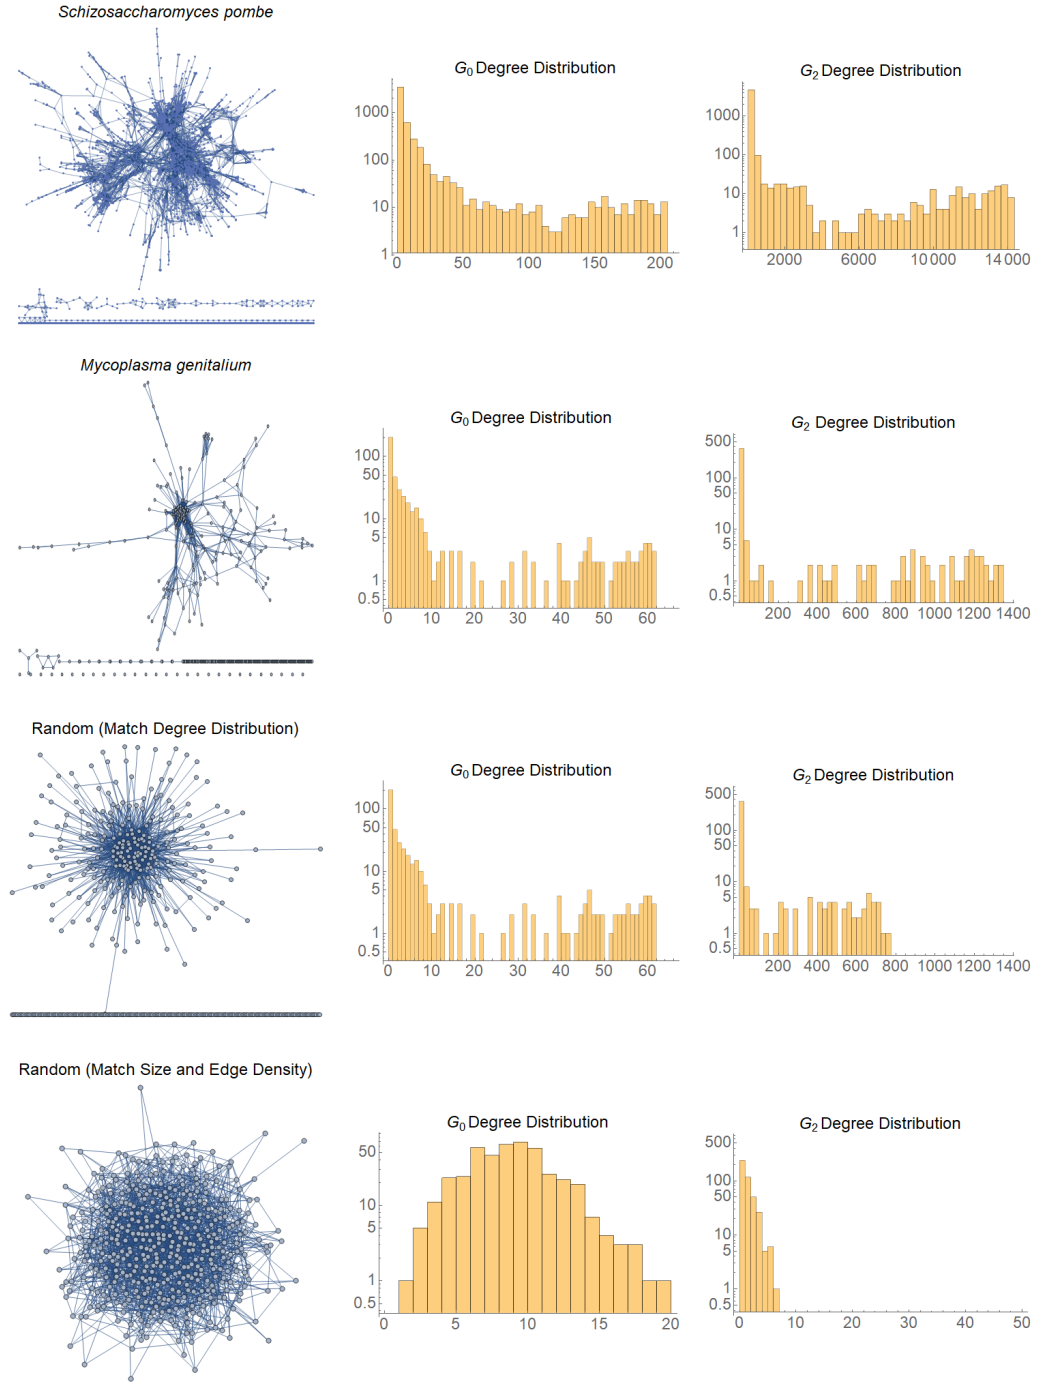 Schizosaccharomyces pombe
G0 Degree Distribution
1000
100
10
1
0 50 100 150 200
G2 Degree Distribution
1000
100
10
1
2000 6000 10000 14000
Mycoplasma genitalium
G0 Degree Distribution
100
50
10
5
1
0.5
0 10 20 30 40 50 60
G2 Degree Distribution
500
100
50
10
5
1
0.5
200 400 600 800 1000 1200 1400
Random (Match Degree Distribution)
G0 Degree Distribution
100
50
10
5
1
0.5
0 10 20 30 40 50 60
G2 Degree Distribution
500
100
50
10
5
1
0.5
200 400 600 800 1000 1200 1400
Random (Match Size and Edge Density)
G0 Degree Distribution
50
10
5
1
0.5
0 5 10 15 20
G2 Degree Distribution
500
100
50
10
5
1
0.5
0 10 20 30 40 50